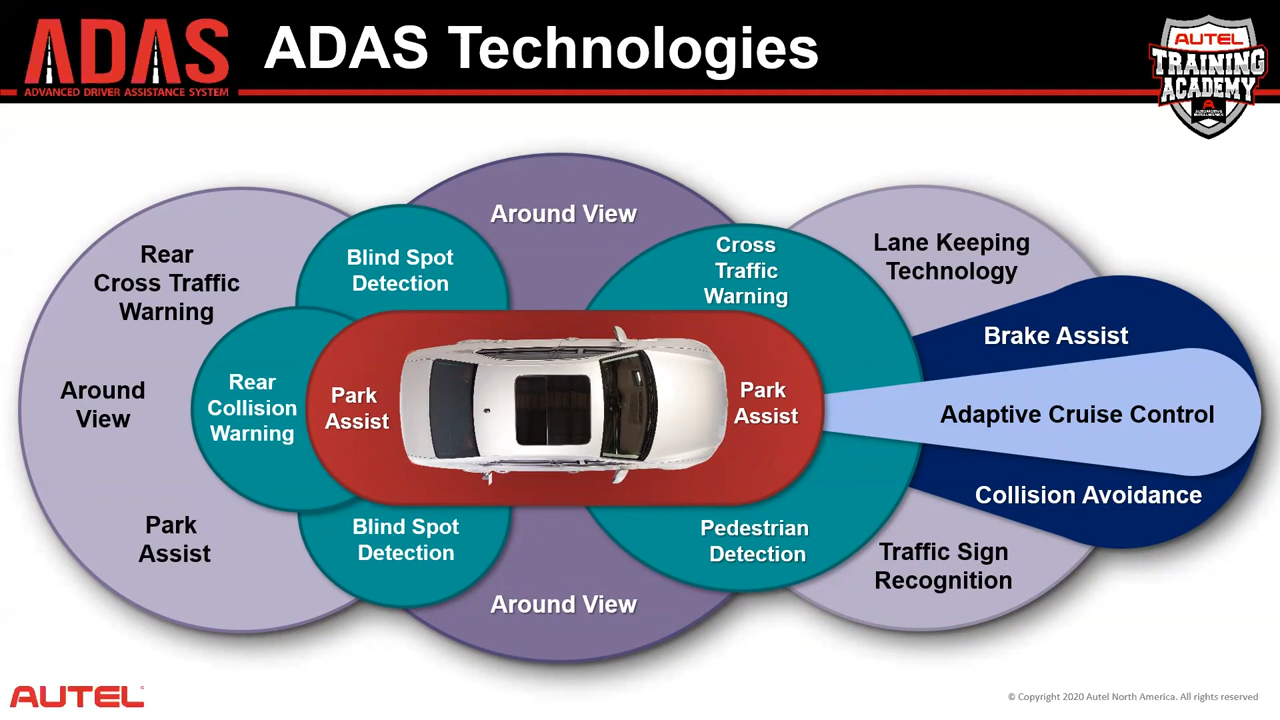 ADAS
ADVANCED DRIVER ASSISTANCE SYSTEM
ADAS Technologies
AUTEL
TRAINING
ACADEMY
Around View
Rear
Cross Traffic
Warning
Blind Spot
Detection
Cross
Traffic
Warning
Lane Keeping
Technology
Brake Assist
Around
View
Rear
Collision
Warning
Park
Assist
Park
Assist
Adaptive Cruise Control
Collision Avoidance
Park
Assist
Blind Spot
Detection
Pedestrian
Detection
Traffic Sign
Recognition
Around View
AUTEL
© Copyright 2020 Autel North America. All rights reserved